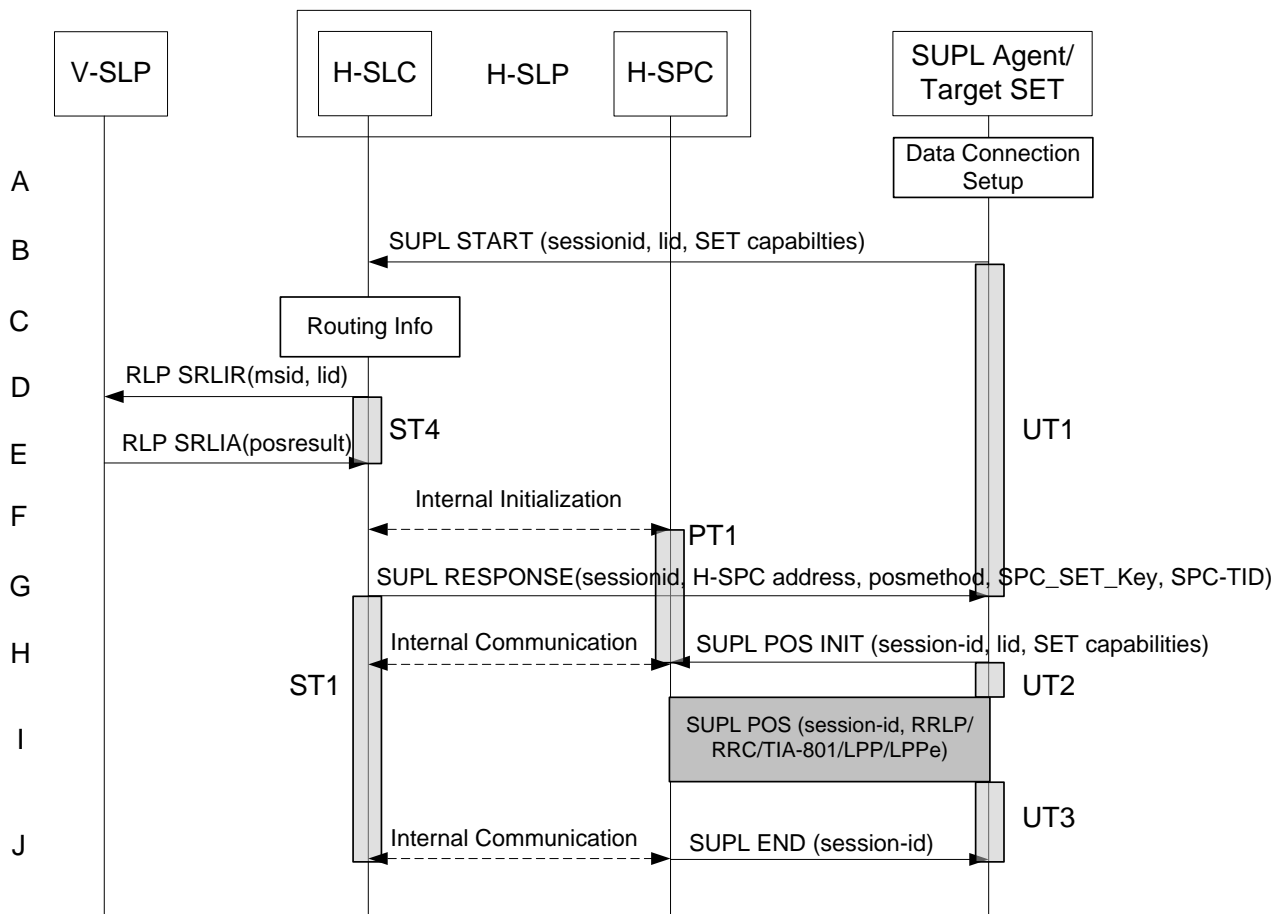 V-SLP
H-SLC
H-SLP
H-SPC
SUPL Agent/
Target SET
Data Connection
Setup
A
B
SUPL START (sessionid, lid, SET capabilties)
C
Routing Info
D
RLP SRLIR(msid, lid)
ST4
UT1
E
RLP SRLIA(posresult)
F
Internal Initialization
PT1
G
SUPL RESPONSE(sessionid, H-SPC address, posmethod, SPC_SET_Key, SPC-TID)
H
Internal Communication
SUPL POS INIT (session-id, lid, SET capabilities)
ST1
UT2
I
SUPL POS (session-id, RRLP/
RRC/TIA-801/LPP/LPPe)
UT3
J
Internal Communication
SUPL END (session-id)